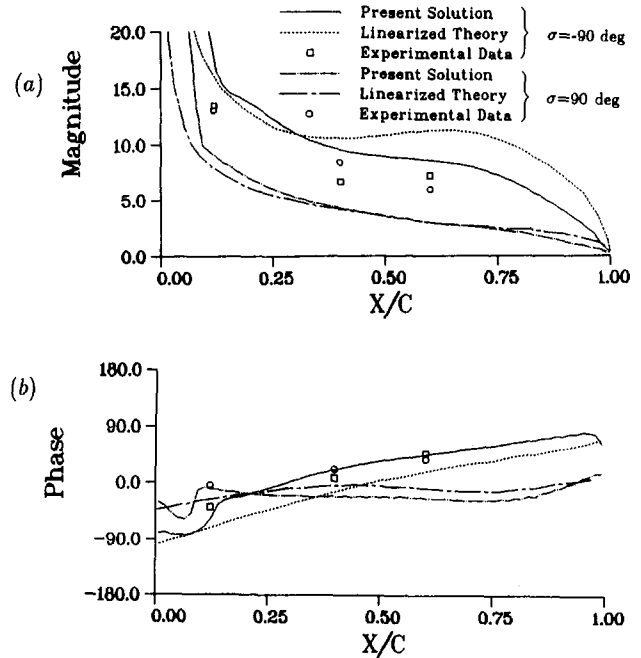 Present Solution
Linearized Theory
Experimental Data
σ=-90 deg
Present Solution
Linearized Theory
Experimental Data
σ=90 deg
(a)
Magnitude
20.0
15.0
10.0
5.0
0.0
0.00 0.25 0.50 0.75 1.00
X/C
(b)
Phase
180.0
90.0
0.0
-90.0
-180.0
0.00 0.25 0.50 0.75 1.00
X/C